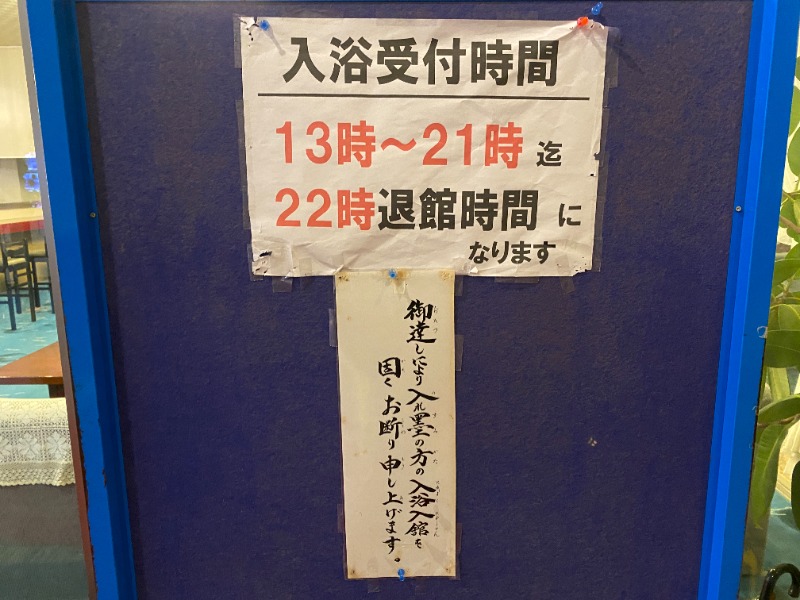 入浴受付時間
13時～21時 迄
22時退館時間 に
なります
御達しにより入れ墨の方の入浴入館を
固くお断り申し上げます。